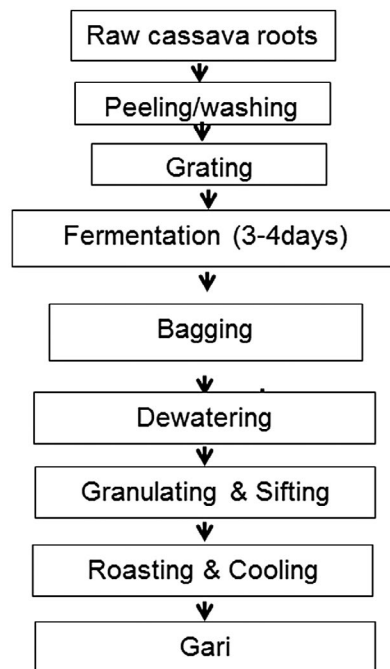 Raw cassava roots
Peeling/washing
Grating
Fermentation (3-4days)
Bagging
Dewatering
Granulating & Sifting
Roasting & Cooling
Gari